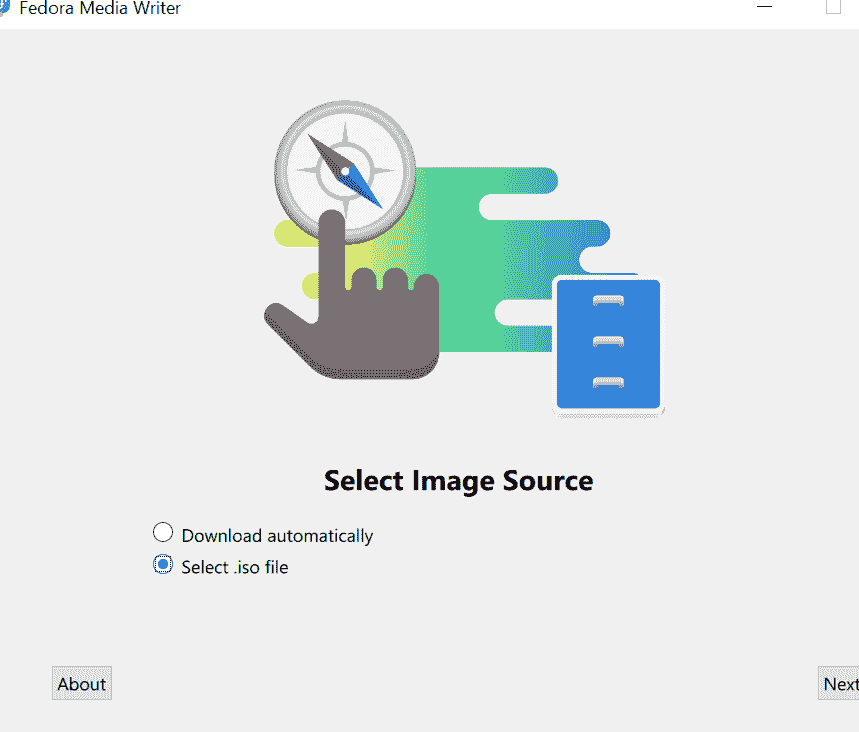 Fedora Media Writer
Select Image Source
Download automatically
Select .iso file
About
Next